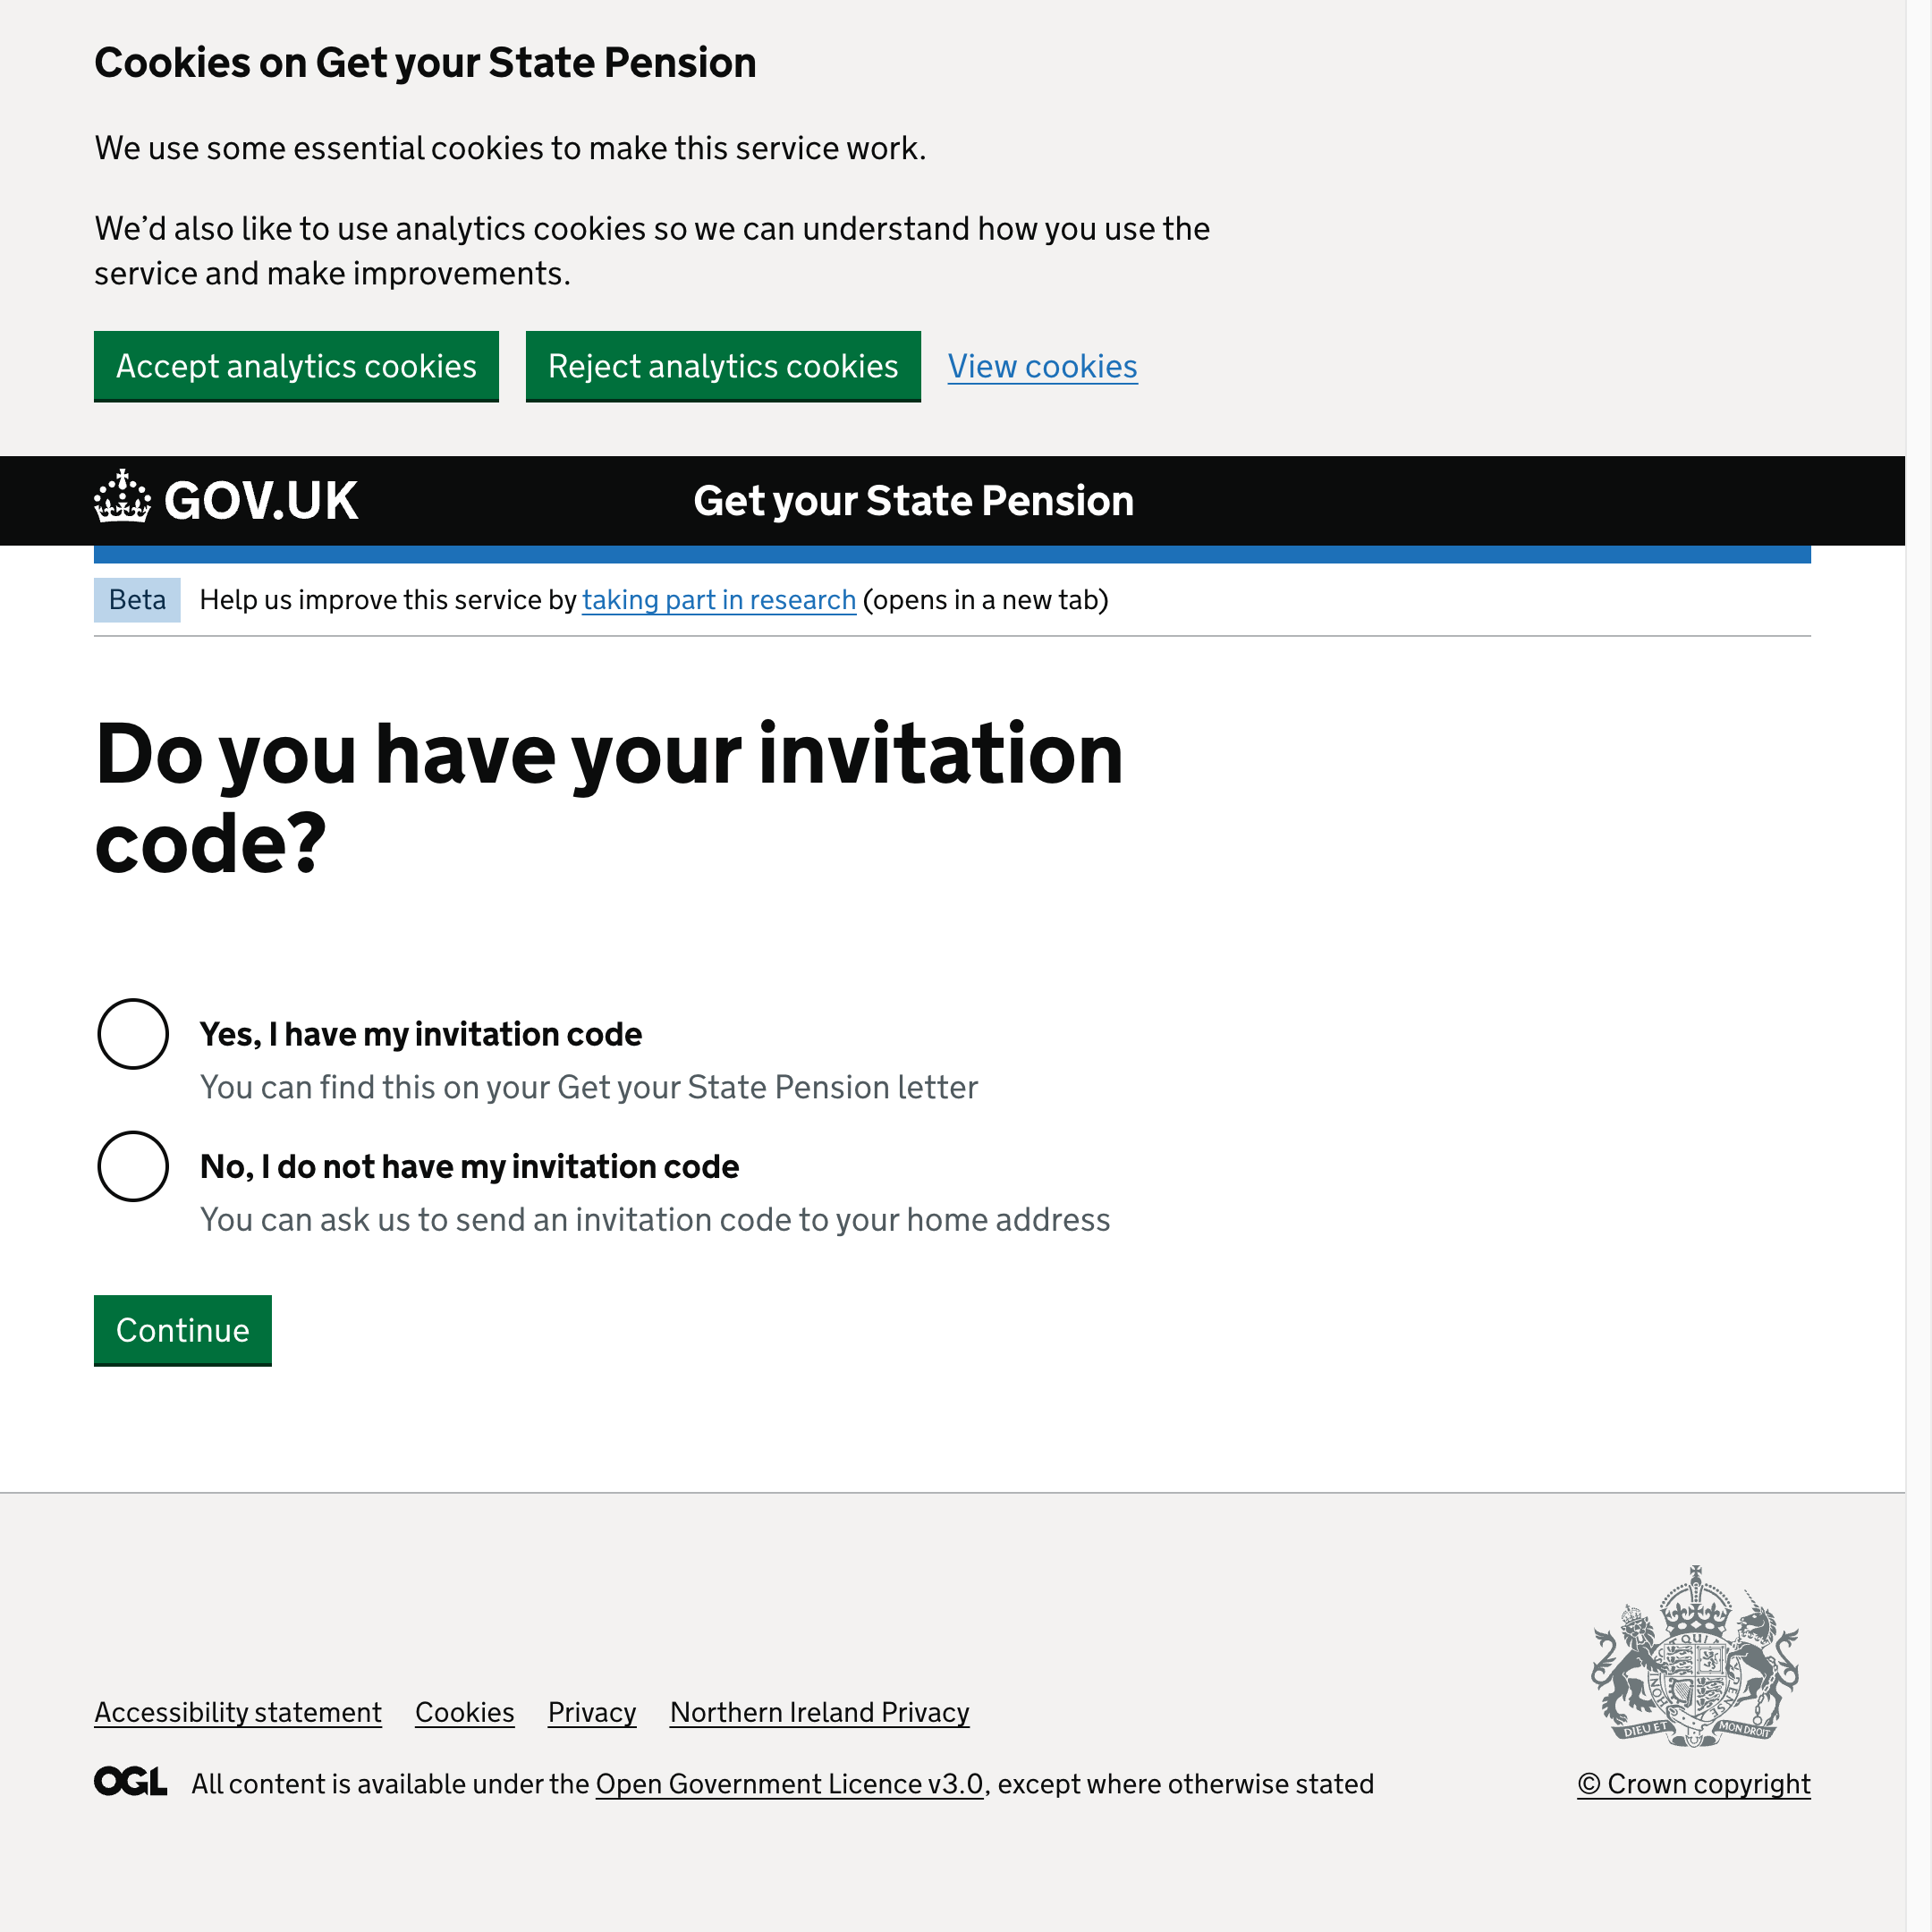 Cookies on Get your State Pension
We use some essential cookies to make this service work.
We’d also like to use analytics cookies so we can understand how you use the
service and make improvements.
Accept analytics cookies Reject analytics cookies View cookies
GOV.UK Get your State Pension
Beta Help us improve this service by taking part in research (opens in a new tab)
Do you have your invitation
code?
Yes, I have my invitation code
You can find this on your Get your State Pension letter
No, I do not have my invitation code
You can ask us to send an invitation code to your home address
Continue
Accessibility statement Cookies Privacy Northern Ireland Privacy
DIEU ET MON DROIT
OGL All content is available under the Open Government Licence v3.0, except where otherwise stated
© Crown copyright